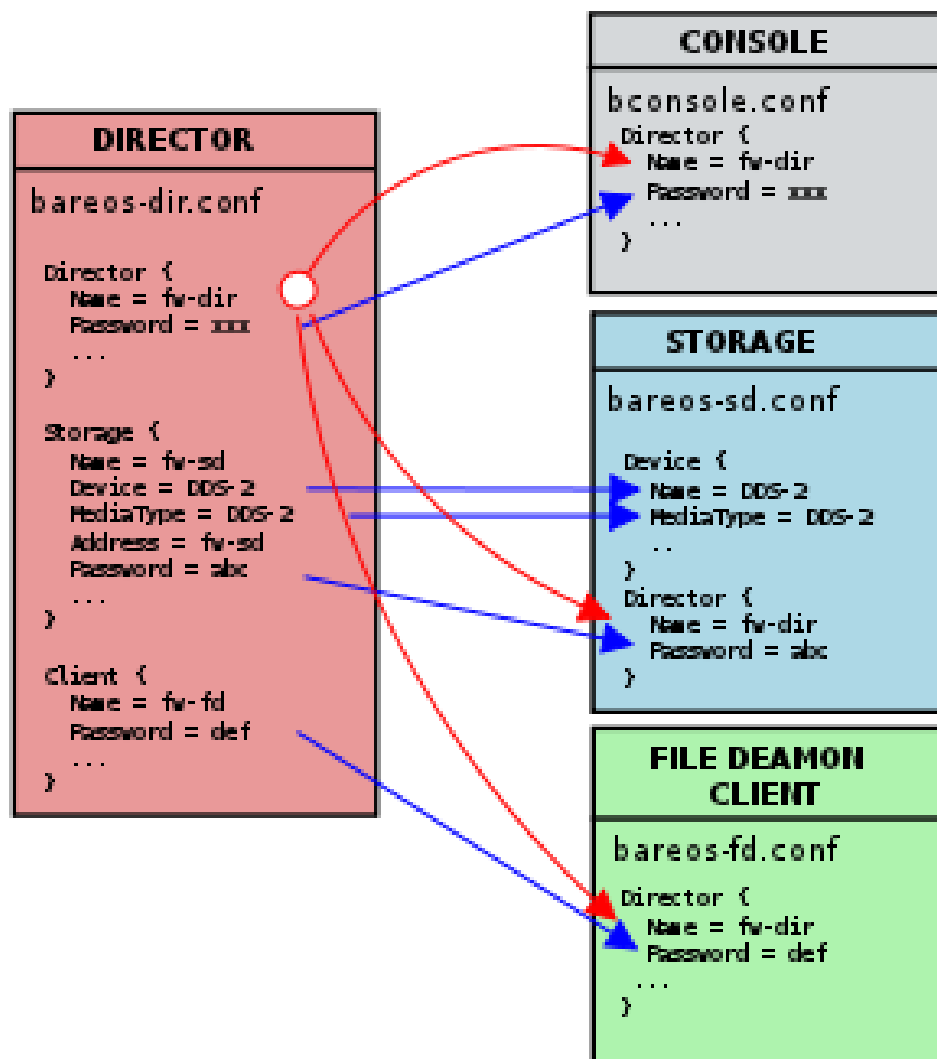 DIRECTOR
bareos-dir.conf
Director {
Name = fw-dir
Password = xxx
...
}
Storage {
Name = fw-sd
Device = DDS-2
MediaType = DDS-2
Address = fw-sd
Password = abc
...
}
Client {
Name = fw-fd
Password = def
...
}
CONSOLE
bconsole.conf
Director {
Name = fw-dir
Password = xxx
...
}
STORAGE
bareos-sd.conf
Device {
Name = DDS-2
MediaType = DDS-2
..
}
Director {
Name = fw-dir
Password = abc
}
FILE DEAMON
CLIENT
bareos-fd.conf
Director {
Name = fw-dir
Password = def
...
}